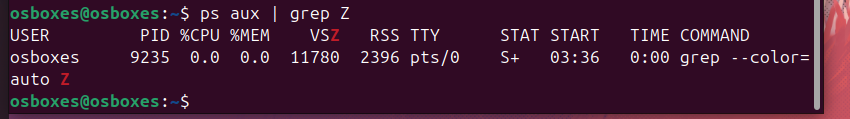 osboxes@osboxes:~$ ps aux | grep Z
USER         PID %CPU %MEM    VSZ   RSS TTY      STAT START   TIME COMMAND
osboxes     9235  0.0  0.0  11780  2396 pts/0    S+   03:36   0:00 grep --color=
auto Z
osboxes@osboxes:~$